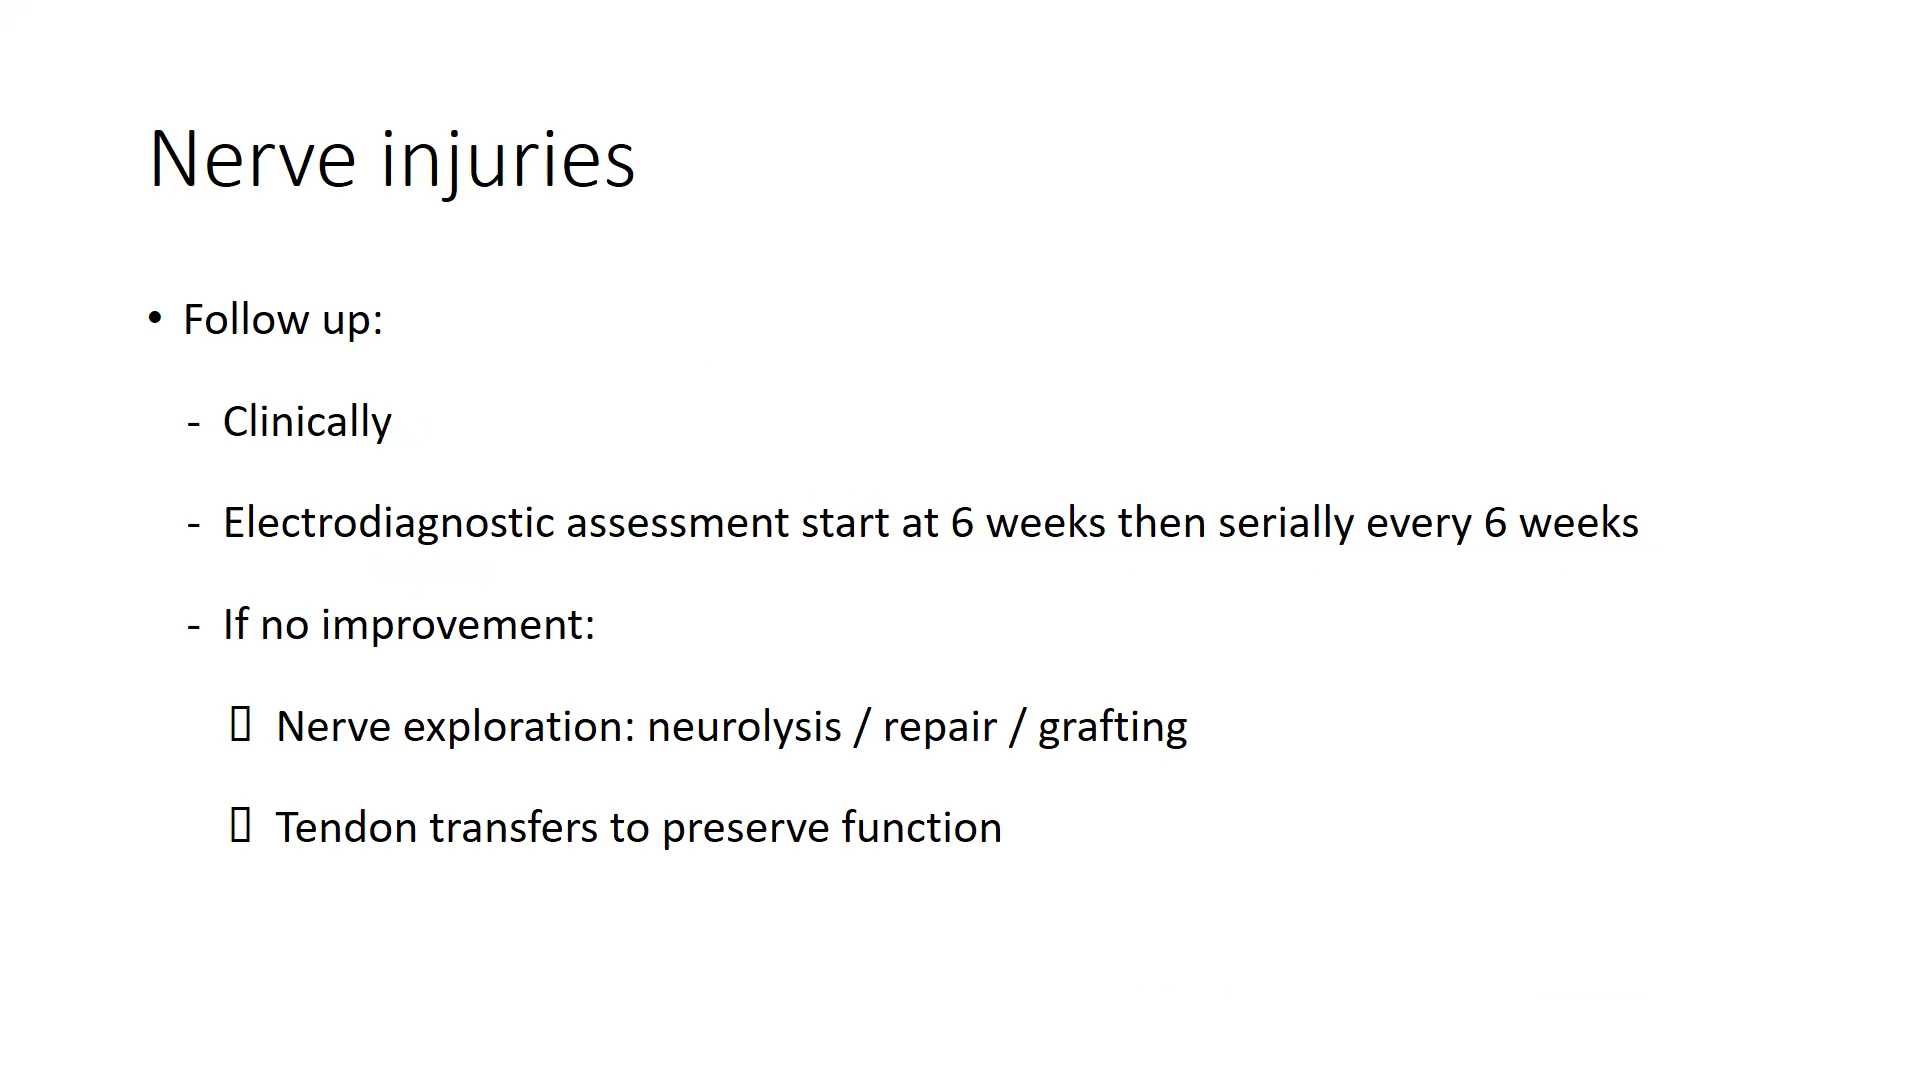 Nerve injuries
• Follow up:
- Clinically
- Electrodiagnostic assessment start at 6 weeks then serially every 6 weeks
- If no improvement:
Nerve exploration: neurolysis / repair / grafting
Tendon transfers to preserve function